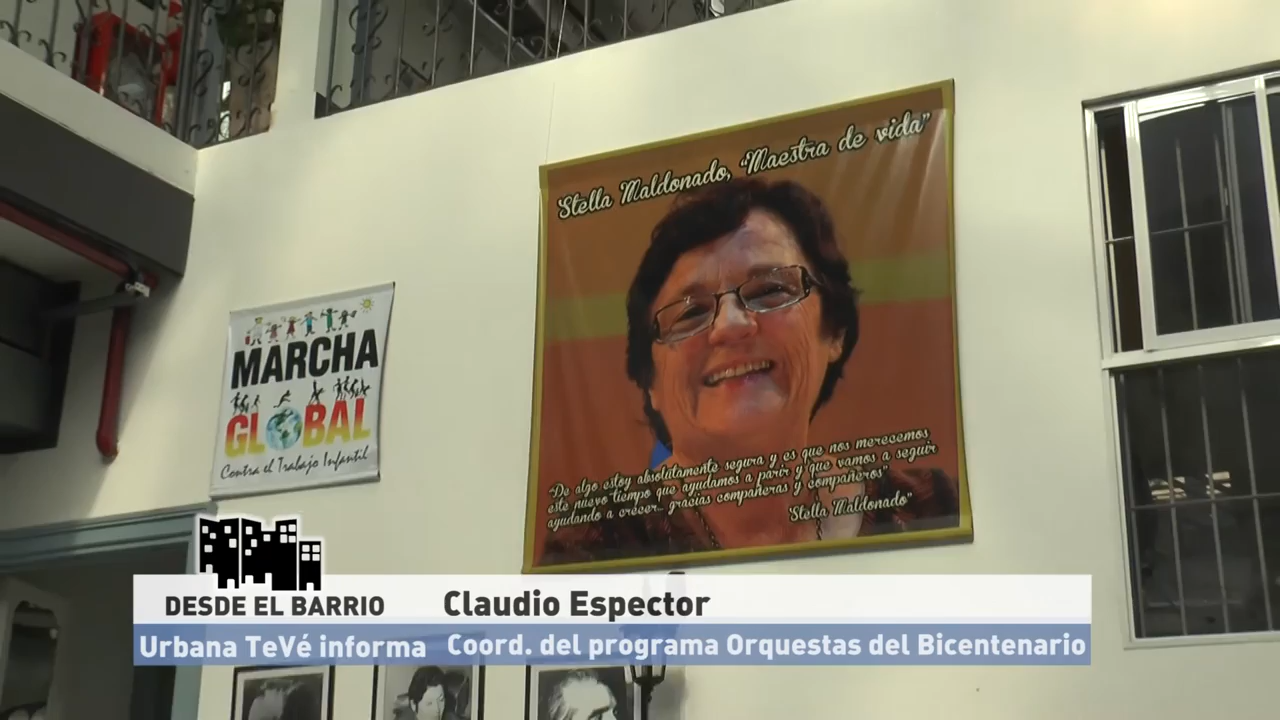 Stella Maldonado, "Maestra de vida"
MARCHA
GLOBAL
Contra el Trabajo Infantil
"De algo estoy absolutamente segura y es que nos merecemos
este nuevo tiempo que ayudamos a parir y que vamos a seguir
ayudando a crecer... gracias compañeras y compañeros"
"Stella Maldonado"
DESDE EL BARRIO
Claudio Espector
Urbana TeVé informa
Coord. del programa Orquestas del Bicentenario